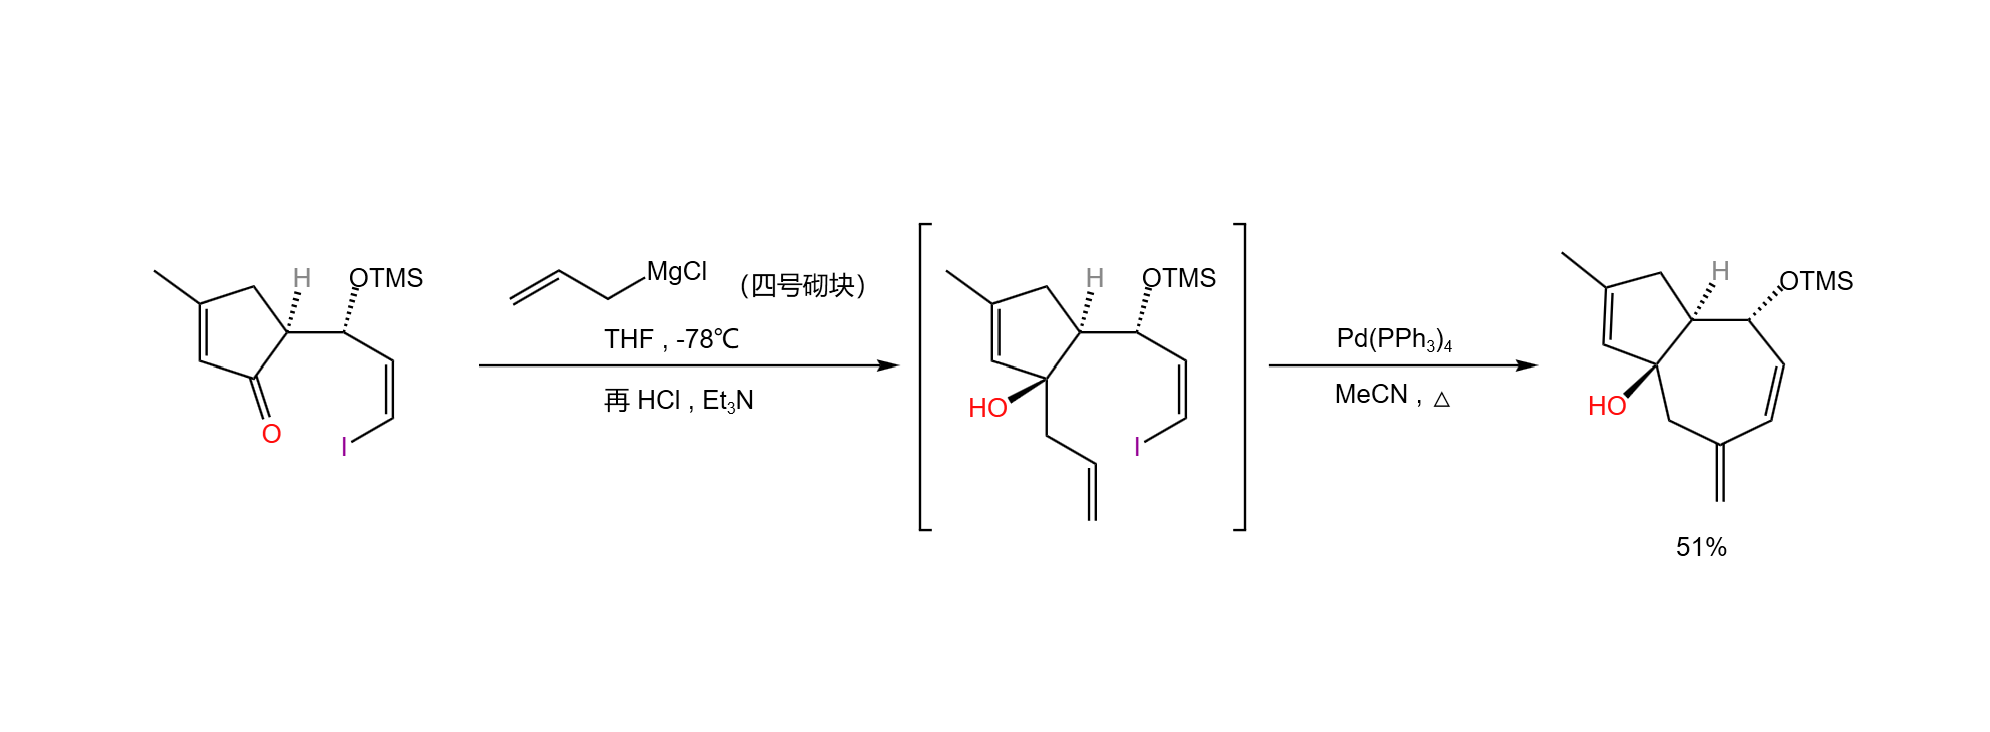 H OTMS
O
I
MgCl （四号砌块）
THF , -78℃
再 HCl , Et3N
H OTMS
HO
I
Pd(PPh3)4
MeCN , △
H OTMS
HO
51%